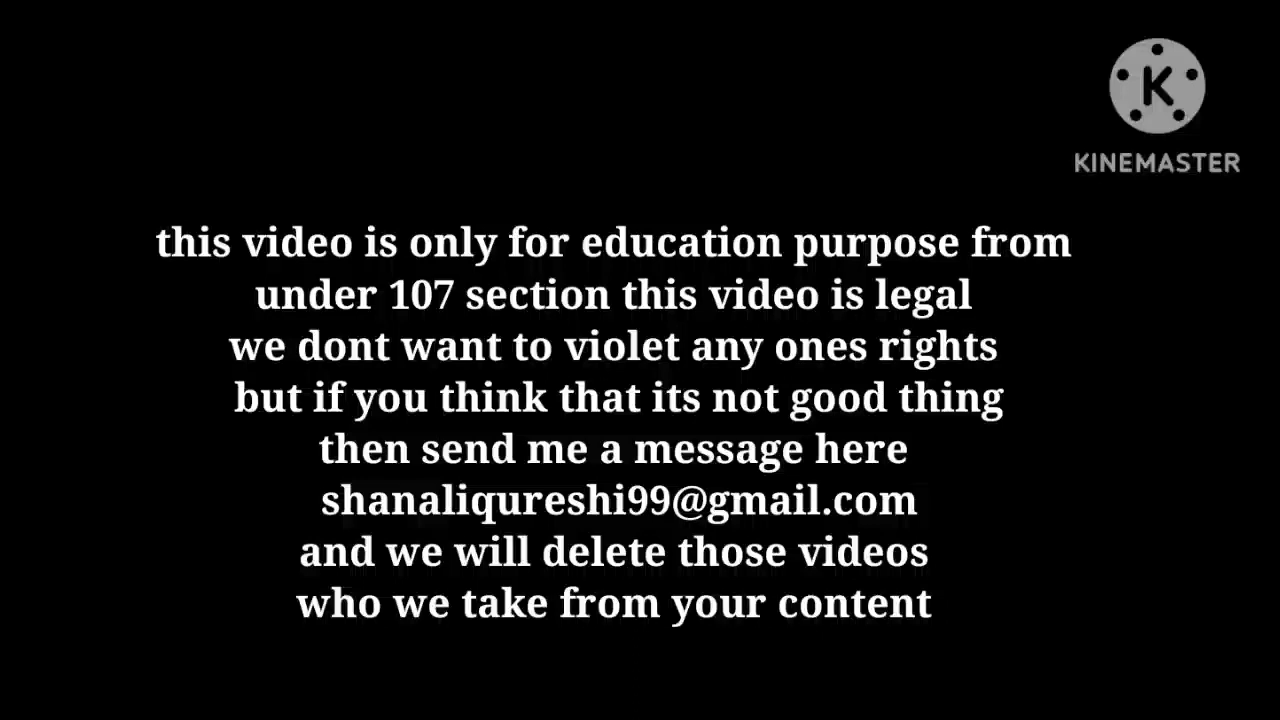 K
KINEMASTER
this video is only for education purpose from
under 107 section this video is legal
we dont want to violet any ones rights
but if you think that its not good thing
then send me a message here
shanaliqureshi99@gmail.com
and we will delete those videos
who we take from your content